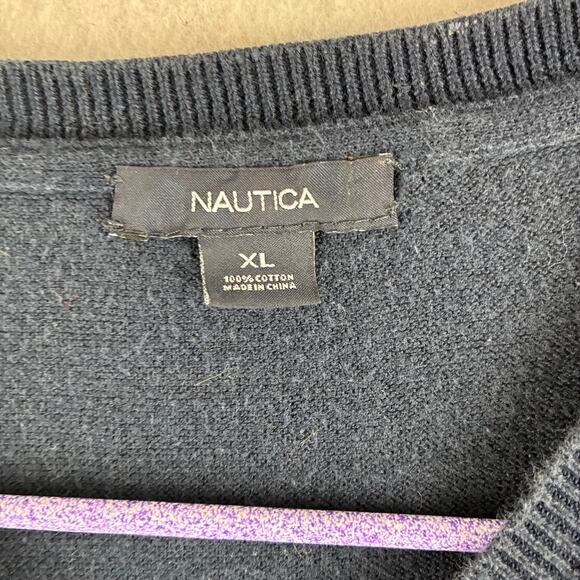 NAUTICA
XL
100% COTTON
MADE IN CHINA